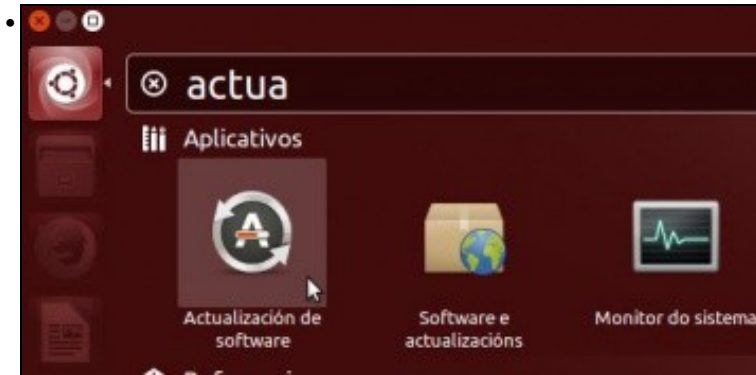 actua
Aplicativos
Actualización de
software
Software e
actualizacións
Monitor do sistema